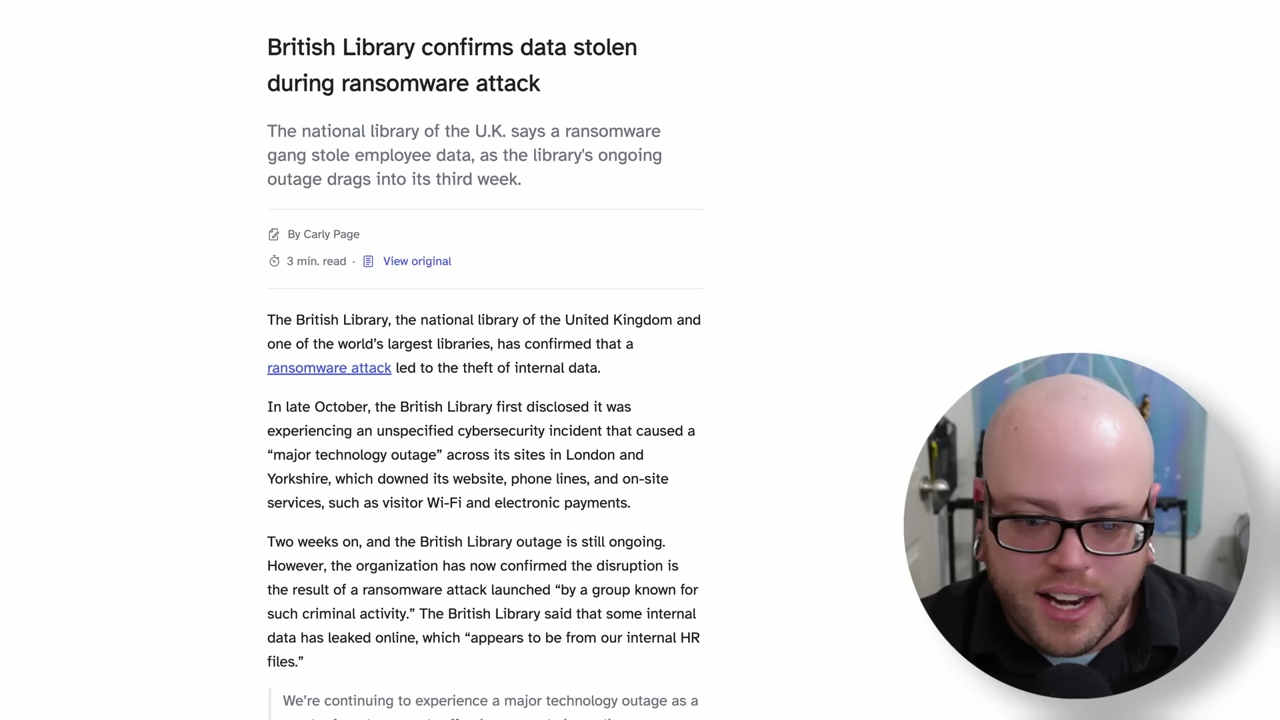 British Library confirms data stolen
during ransomware attack
The national library of the U.K. says a ransomware
gang stole employee data, as the library's ongoing
outage drags into its third week.
By Carly Page
3 min. read · View original
The British Library, the national library of the United Kingdom and
one of the world’s largest libraries, has confirmed that a
ransomware attack led to the theft of internal data.
In late October, the British Library first disclosed it was
experiencing an unspecified cybersecurity incident that caused a
“major technology outage” across its sites in London and
Yorkshire, which downed its website, phone lines, and on-site
services, such as visitor Wi-Fi and electronic payments.
Two weeks on, and the British Library outage is still ongoing.
However, the organization has now confirmed the disruption is
the result of a ransomware attack launched “by a group known for
such criminal activity.” The British Library said that some internal
data has leaked online, which “appears to be from our internal HR
files.”
We’re continuing to experience a major technology outage as a